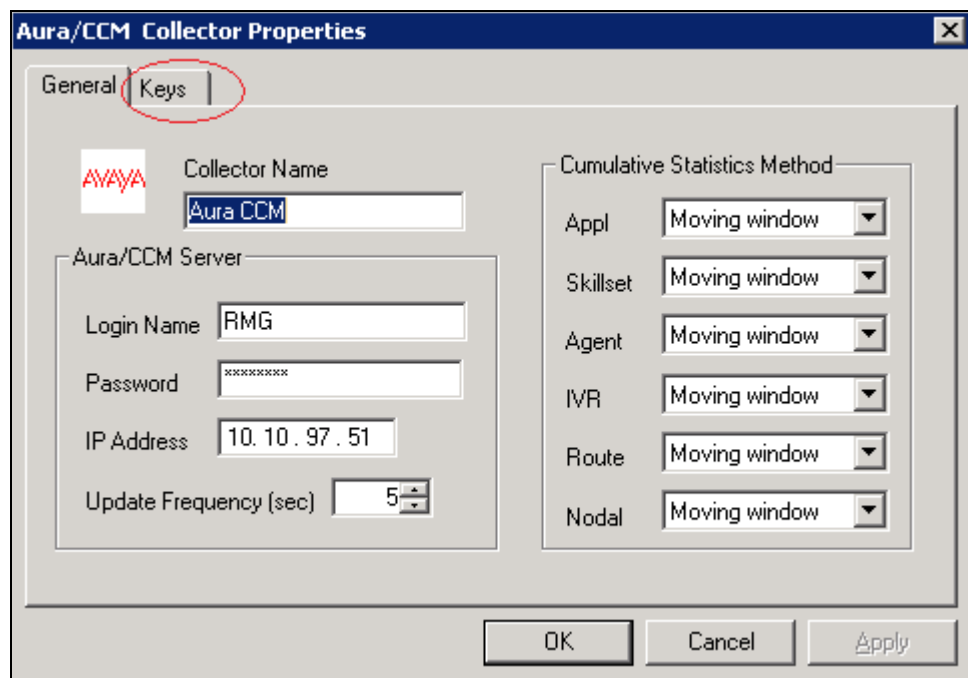 Aura/CCM Collector Properties
General
Keys
AVAYA
Collector Name
Aura CCM
Aura/CCM Server
Login Name
RMG
Password
********
IP Address
10. 10 . 97 . 51
Update Frequency (sec)
5
Cumulative Statistics Method
Appl
Moving window
Skillset
Moving window
Agent
Moving window
IVR
Moving window
Route
Moving window
Nodal
Moving window
OK
Cancel
Apply